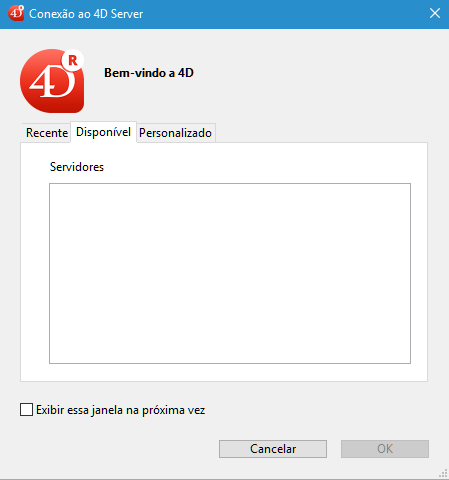 Conexão ao 4D Server
4D R
Bem-vindo a 4D
Recente Disponível Personalizado
Servidores
Exibir essa janela na próxima vez
Cancelar OK